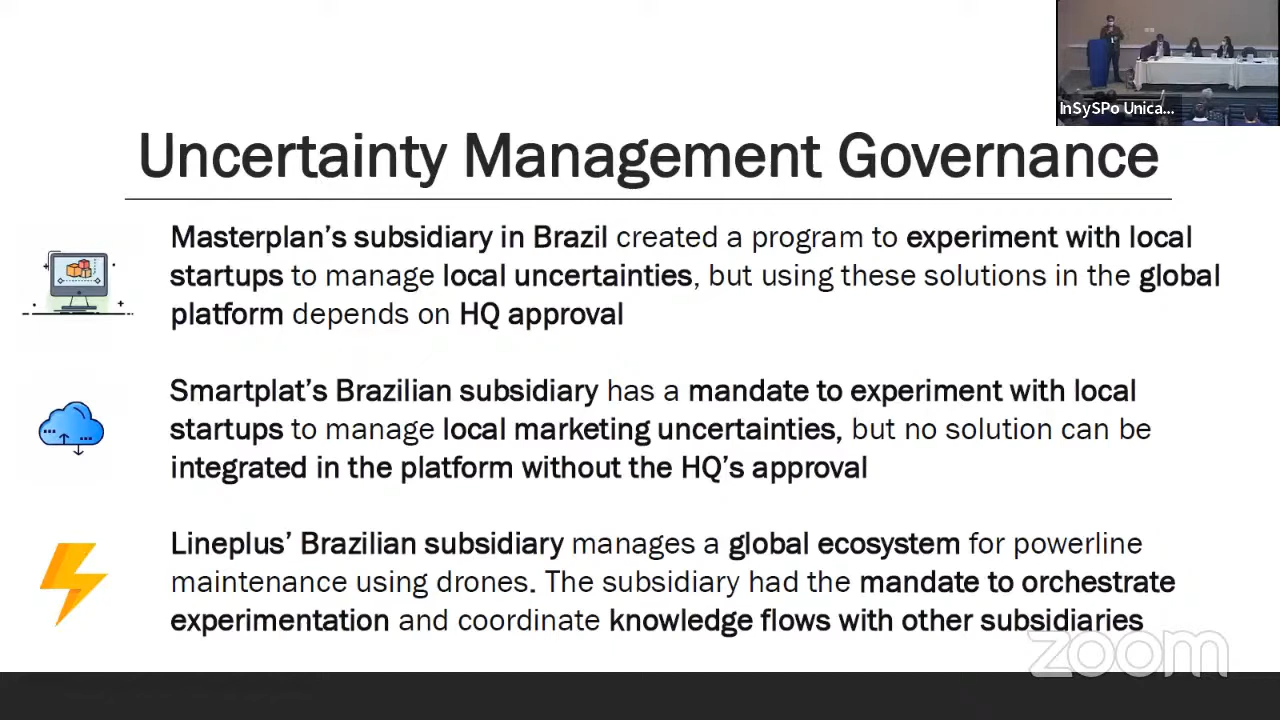 InSySPo Unica...
Uncertainty Management Governance
Masterplan’s subsidiary in Brazil created a program to experiment with local
startups to manage local uncertainties, but using these solutions in the global
platform depends on HQ approval
Smartplat’s Brazilian subsidiary has a mandate to experiment with local
startups to manage local marketing uncertainties, but no solution can be
integrated in the platform without the HQ’s approval
Lineplus’ Brazilian subsidiary manages a global ecosystem for powerline
maintenance using drones. The subsidiary had the mandate to orchestrate
experimentation and coordinate knowledge flows with other subsidiaries
zoom